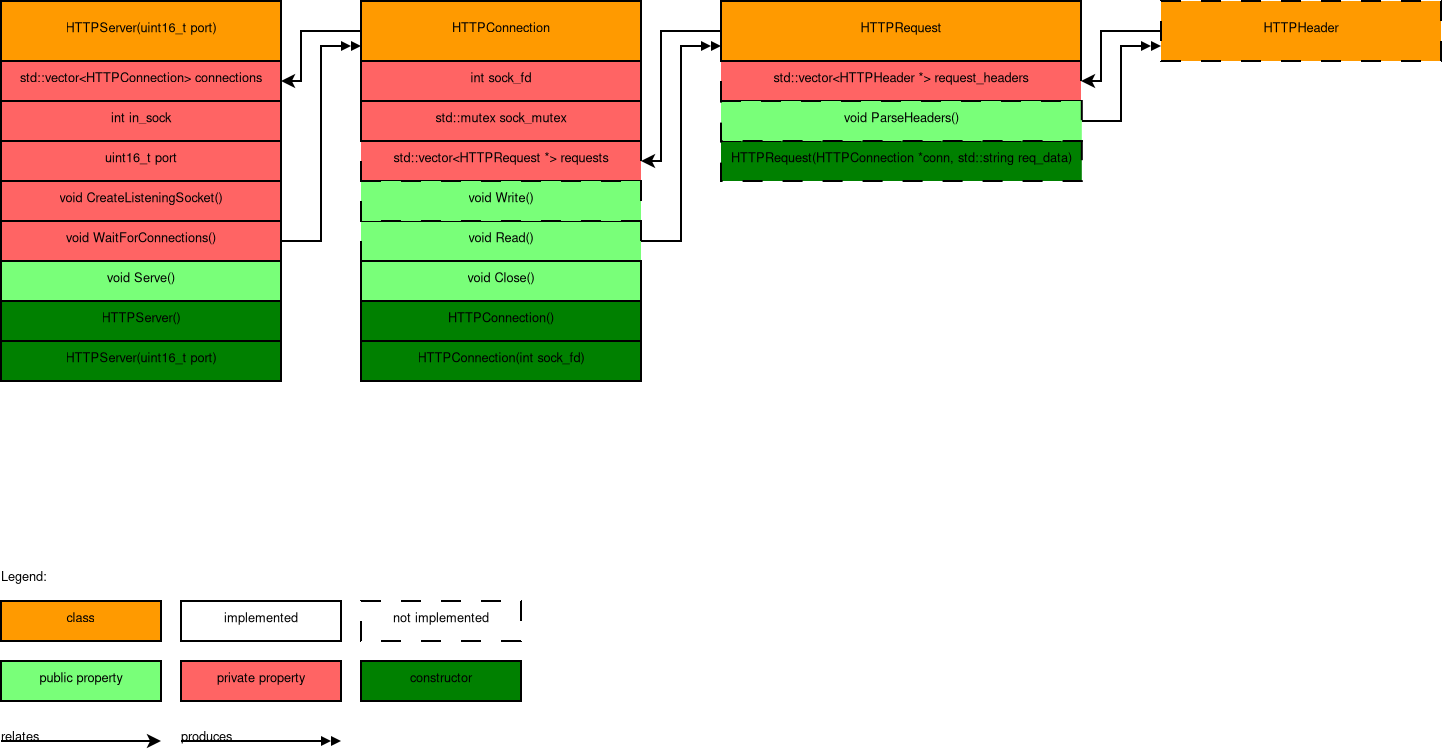 HTTPServer(uint16_t port)
std::vector<HTTPConnection> connections
int in_sock
uint16_t port
void CreateListeningSocket()
void WaitForConnections()
void Serve()
HTTPServer()
HTTPServer(uint16_t port)
HTTPConnection
int sock_fd
std::mutex sock_mutex
std::vector<HTTPRequest *> requests
void Write()
void Read()
void Close()
HTTPConnection()
HTTPConnection(int sock_fd)
HTTPRequest
std::vector<HTTPHeader *> request_headers
void ParseHeaders()
HTTPRequest(HTTPConnection *conn, std::string req_data)
HTTPHeader
Legend:
class
implemented
not implemented
public property
private property
constructor
relates
produces